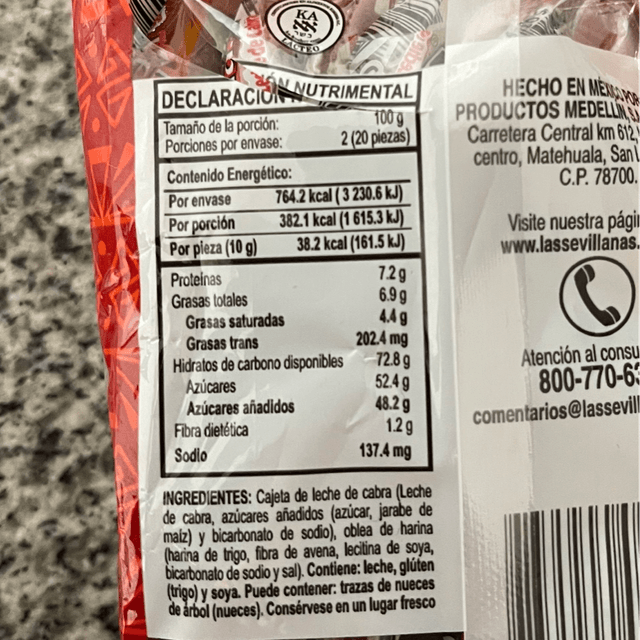 KA
LÁCTEO
DECLARACIÓN NUTRIMENTAL
Tamaño de la porción: 100 g
Porciones por envase: 2 (20 piezas)
Contenido Energético:
Por envase 764.2 kcal ( 3 230.6 kJ)
Por porción 382.1 kcal (1 615.3 kJ)
Por pieza (10 g) 38.2 kcal (161.5 kJ)
Proteínas 7.2 g
Grasas totales 6.9 g
Grasas saturadas 4.4 g
Grasas trans 202.4 mg
Hidratos de carbono disponibles 72.8 g
Azúcares 52.4 g
Azúcares añadidos 48.2 g
Fibra dietética 1.2 g
Sodio 137.4 mg
INGREDIENTES: Cajeta de leche de cabra (Leche
de cabra, azúcares añadidos (azúcar, jarabe de
maíz) y bicarbonato de sodio), oblea de harina
(harina de trigo, fibra de avena, lecitina de soya,
bicarbonato de sodio y sal). Contiene: leche, glúten
(trigo) y soya. Puede contener: trazas de nueces
de árbol (nueces). Consérvese en un lugar fresco
HECHO EN MÉXICO POR
PRODUCTOS MEDELLIN, S.
Carretera Central km 612,
centro, Matehuala, San L
C.P. 78700.
Visite nuestra págin
www.lassevillanas.
Atención al consu
800-770-63
comentarios@lassevill